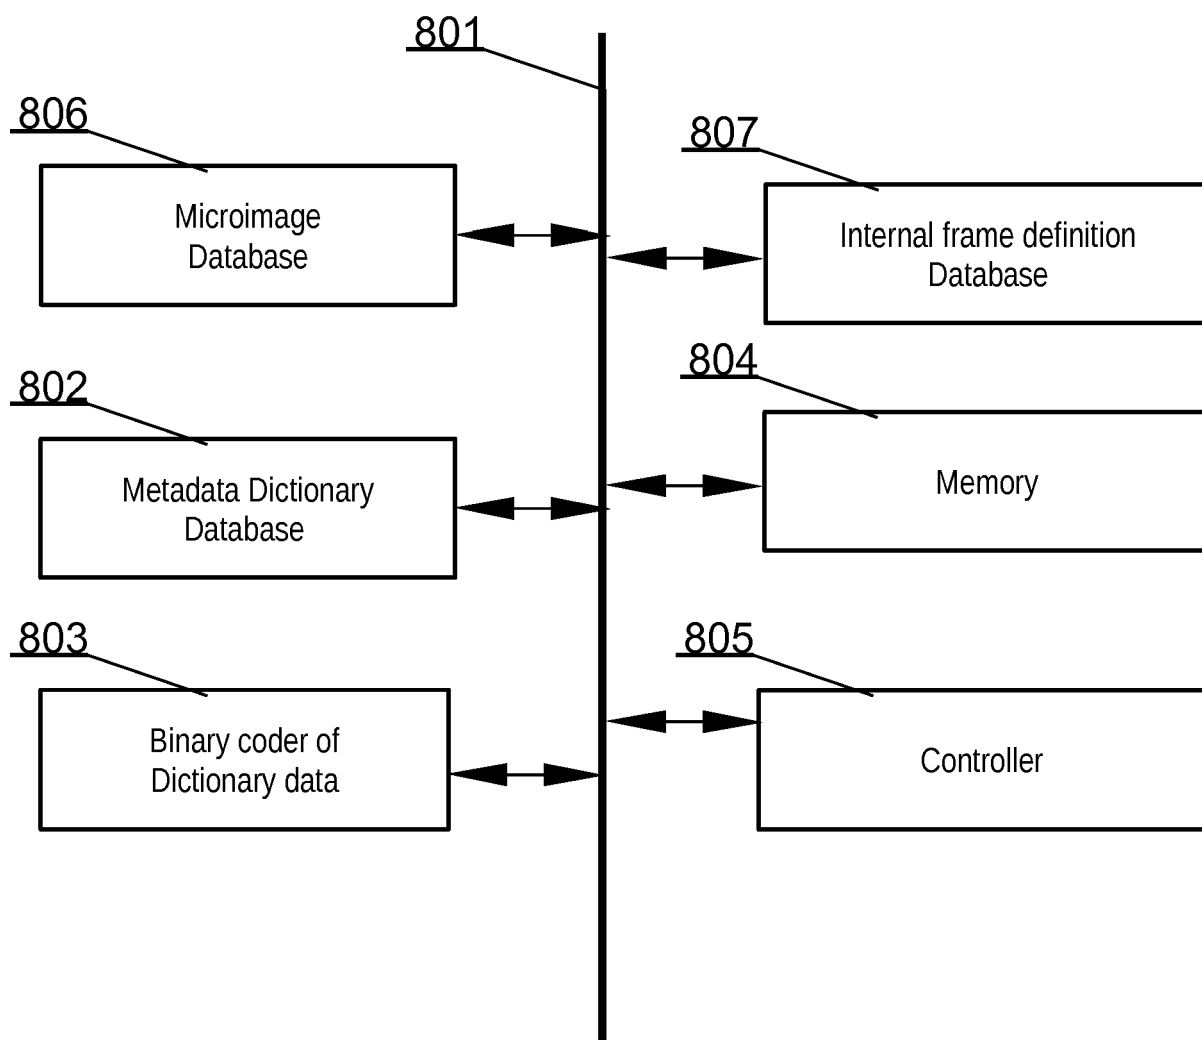 801
806
Microimage
Database
807
Internal frame definition
Database
802
Metadata Dictionary
Database
804
Memory
803
Binary coder of
Dictionary data
805
Controller